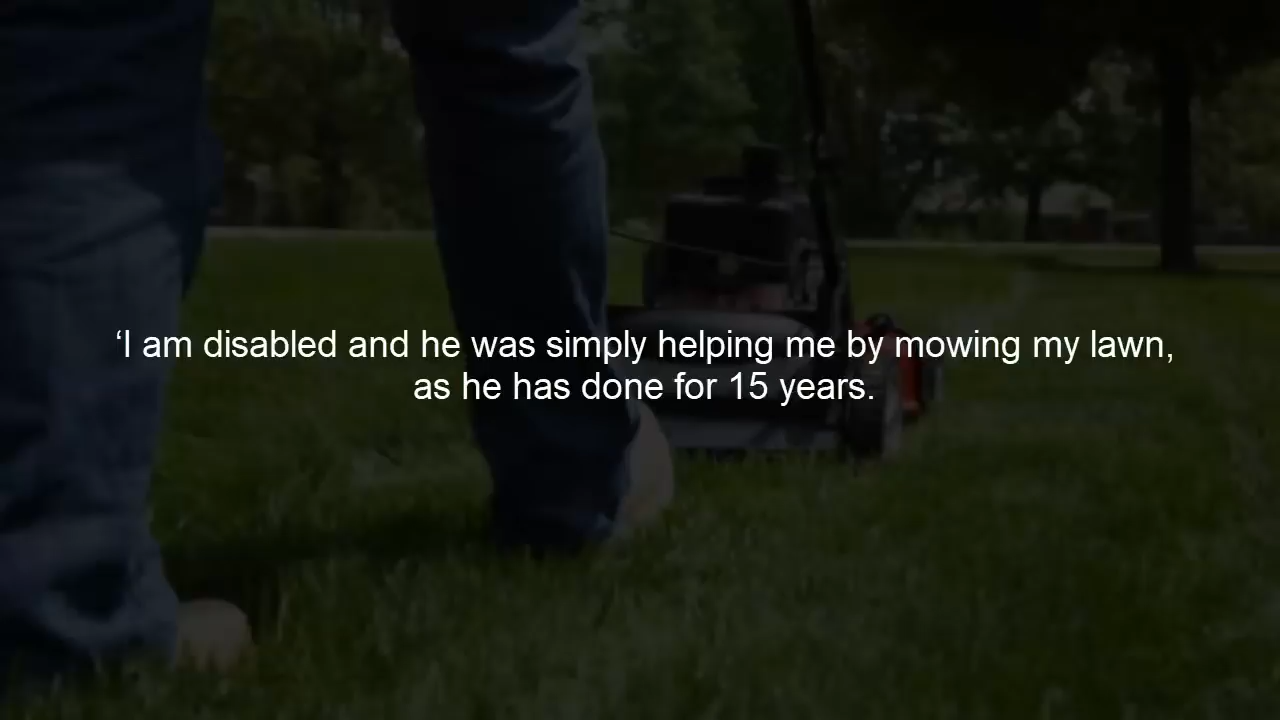 ‘I am disabled and he was simply helping me by mowing my lawn,
as he has done for 15 years.